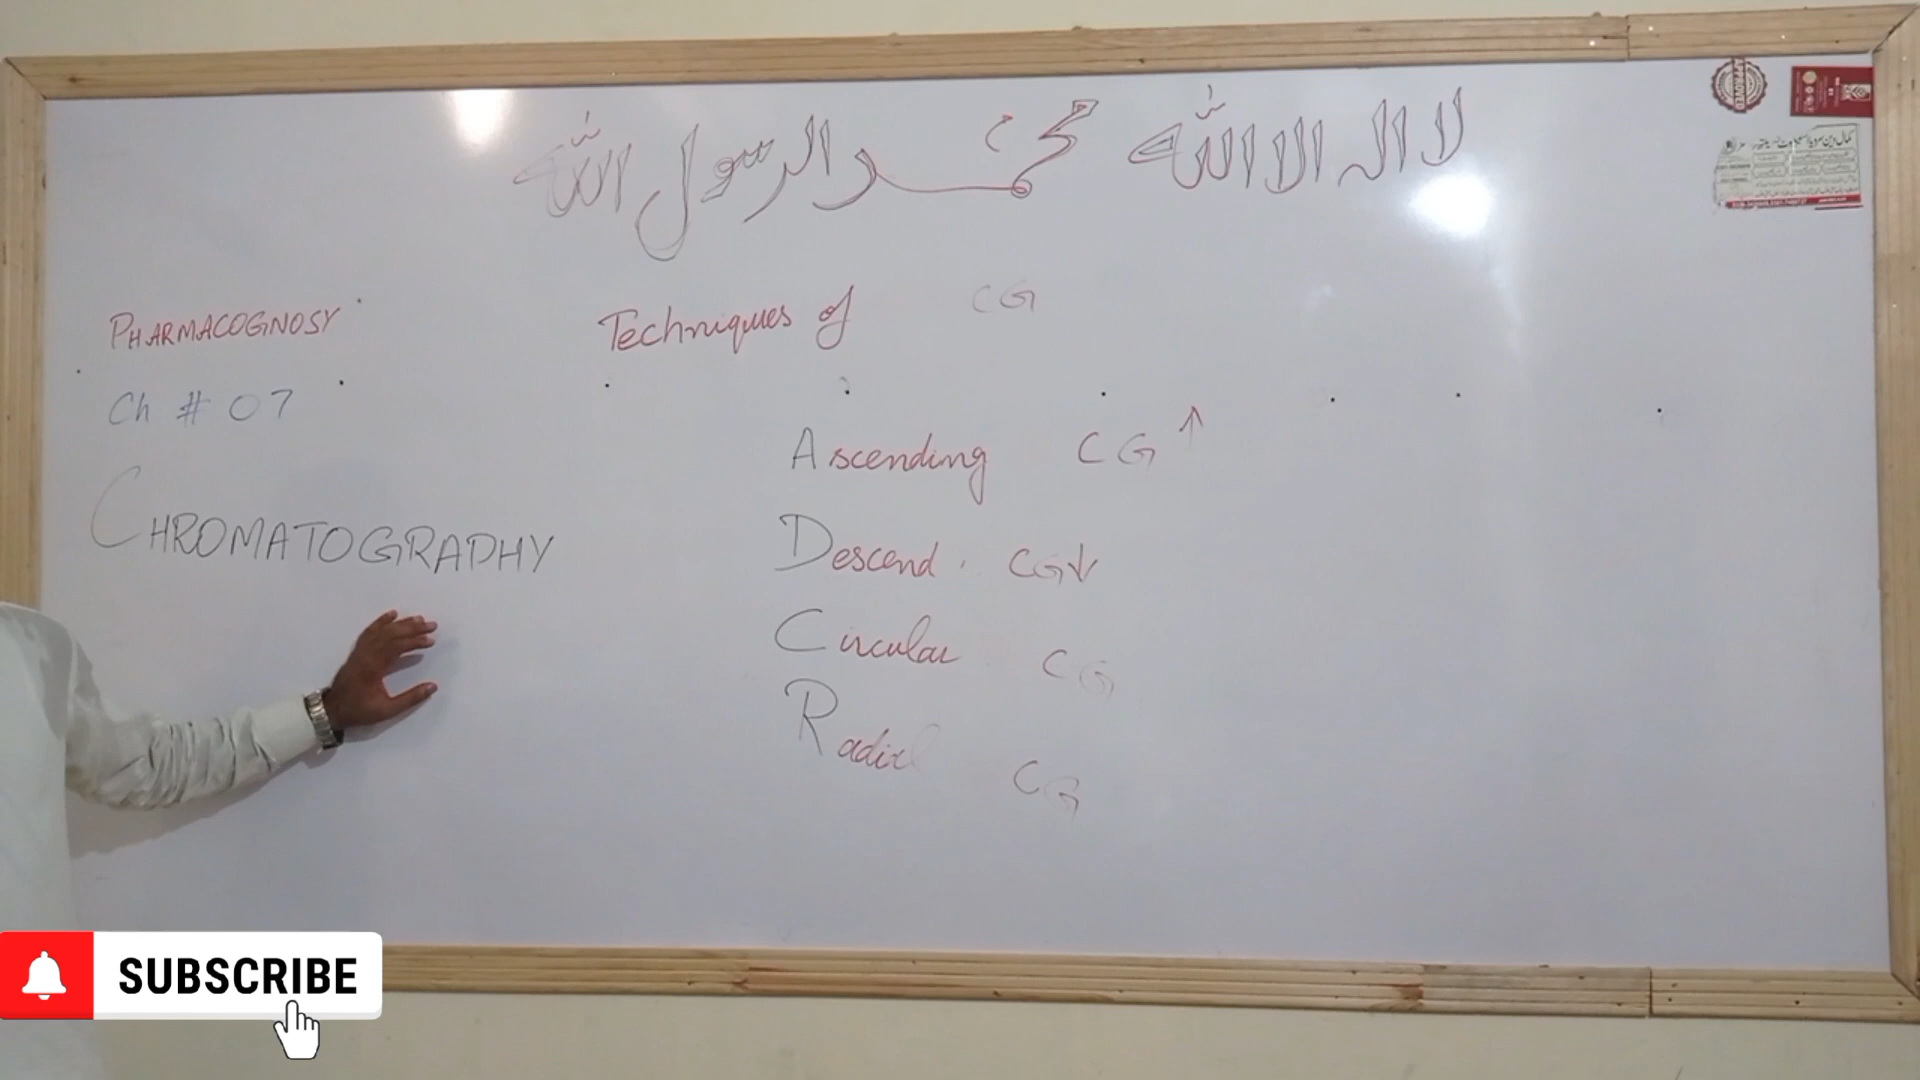 لا اله الا الله محمد الرسول الله
PHARMACOGNOSY
Ch # 07
CHROMATOGRAPHY
Techniques of CG
Ascending CG ↑
Descend. CG ↓
Circular CG
Radial CG
APPROVED
SUBSCRIBE